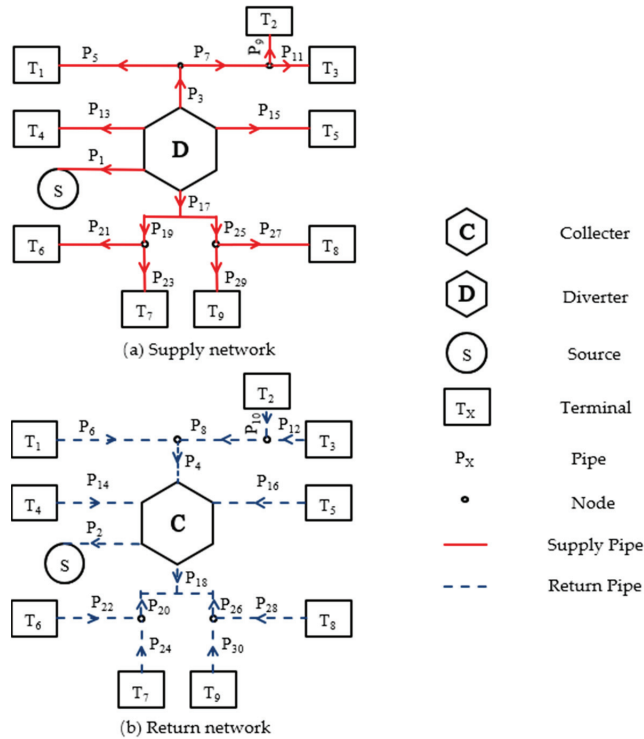 T2
P5 P7 P9 P11
T1 T3
P3
P13 P15
T4 D T5
P1
S
P17
P21 P19 P25 P27
T6 T8
P23 P29
T7 T9
(a) Supply network
T2
P6 P8 P10 P12
T1 T3
P4
P14 P16
T4 C T5
P2
S
P18
P22 P20 P26 P28
T6 T8
P24 P30
T7 T9
(b) Return network
C Collecter
D Diverter
S Source
TX Terminal
PX Pipe
Node
Supply Pipe
Return Pipe